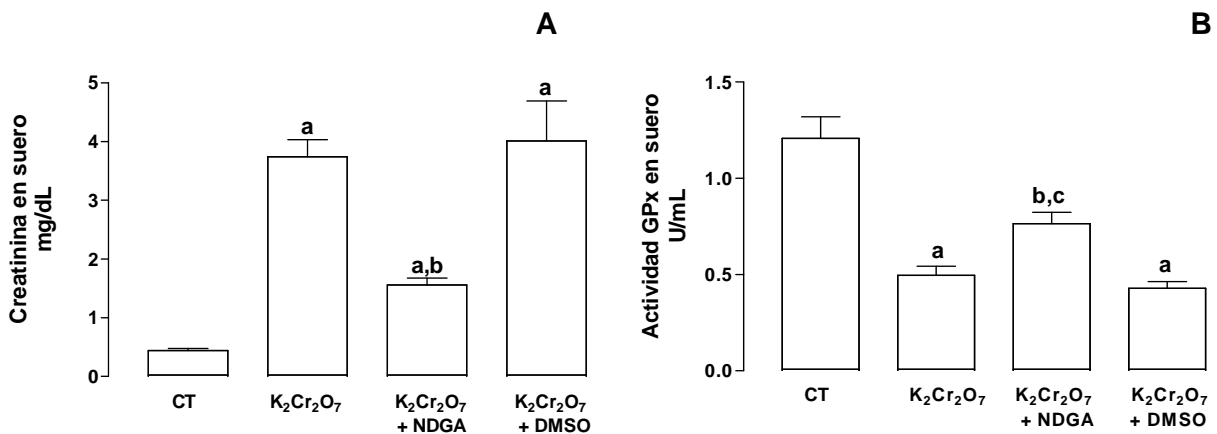 A
Creatinina en suero
mg/dL
5
4
3
2
1
0
a
a,b
a
CT
K₂Cr₂O₇
K₂Cr₂O₇
+ NDGA
K₂Cr₂O₇
+ DMSO
B
Actividad GPx en suero
U/mL
1.5
1.0
0.5
0.0
a
b,c
a
CT
K₂Cr₂O₇
K₂Cr₂O₇
+ NDGA
K₂Cr₂O₇
+ DMSO